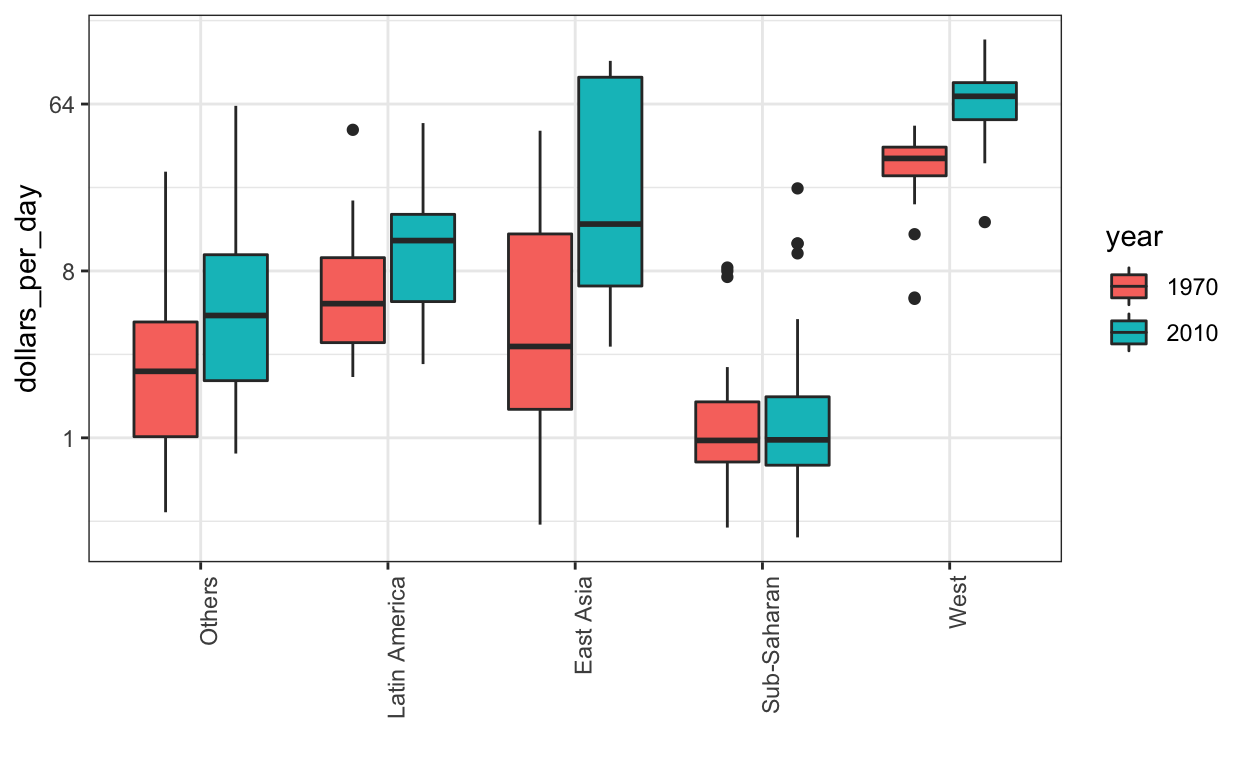 dollars_per_day
64
8
1
Others
Latin America
East Asia
Sub-Saharan
West
year
1970
2010